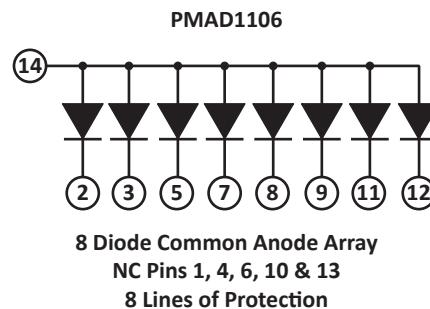 PMAD1106
14
2 3 5 7 8 9 11 12
8 Diode Common Anode Array
NC Pins 1, 4, 6, 10 & 13
8 Lines of Protection